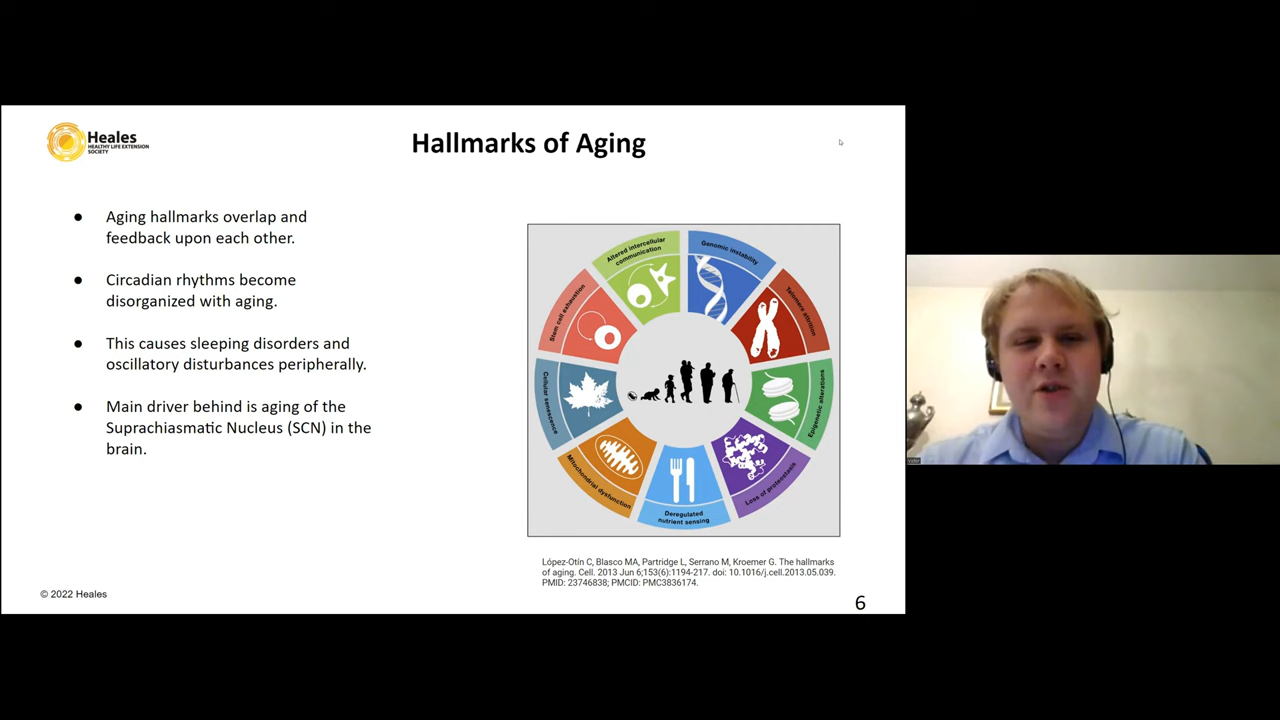 Heales
HEALTHY LIFE EXTENSION
SOCIETY
Hallmarks of Aging
● Aging hallmarks overlap and
feedback upon each other.
● Circadian rhythms become
disorganized with aging.
● This causes sleeping disorders and
oscillatory disturbances peripherally.
● Main driver behind is aging of the
Suprachiasmatic Nucleus (SCN) in the
brain.
Altered intercellular
communication
Genomic instability
Telomere attrition
Epigenetic alterations
Loss of proteostasis
Deregulated
nutrient sensing
Mitochondrial dysfunction
Cellular senescence
Stem cell exhaustion
López-Otín C, Blasco MA, Partridge L, Serrano M, Kroemer G. The hallmarks
of aging. Cell. 2013 Jun 6;153(6):1194-217. doi: 10.1016/j.cell.2013.05.039.
PMID: 23746838; PMCID: PMC3836174.
© 2022 Heales
6